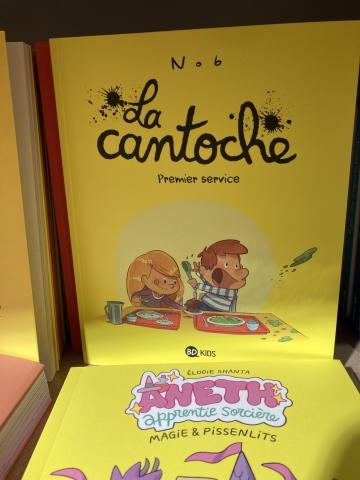 Nob
La
cantoche
Premier service
BD KIDS
ÉLODIE SHANTA
ANETH
apprentie sorcière
MAGIE & PISSENLITS